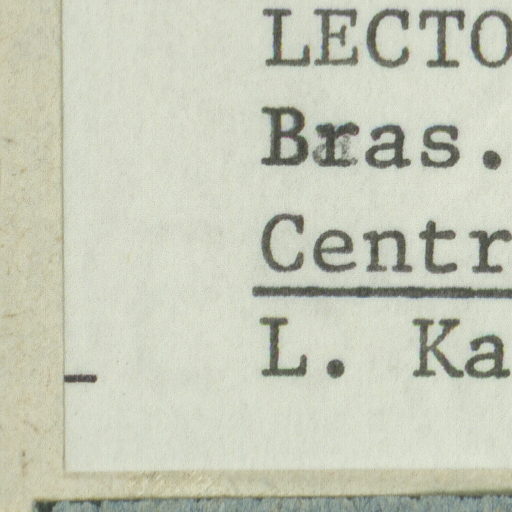 LECTO
Bras.
Centr
L. Ka